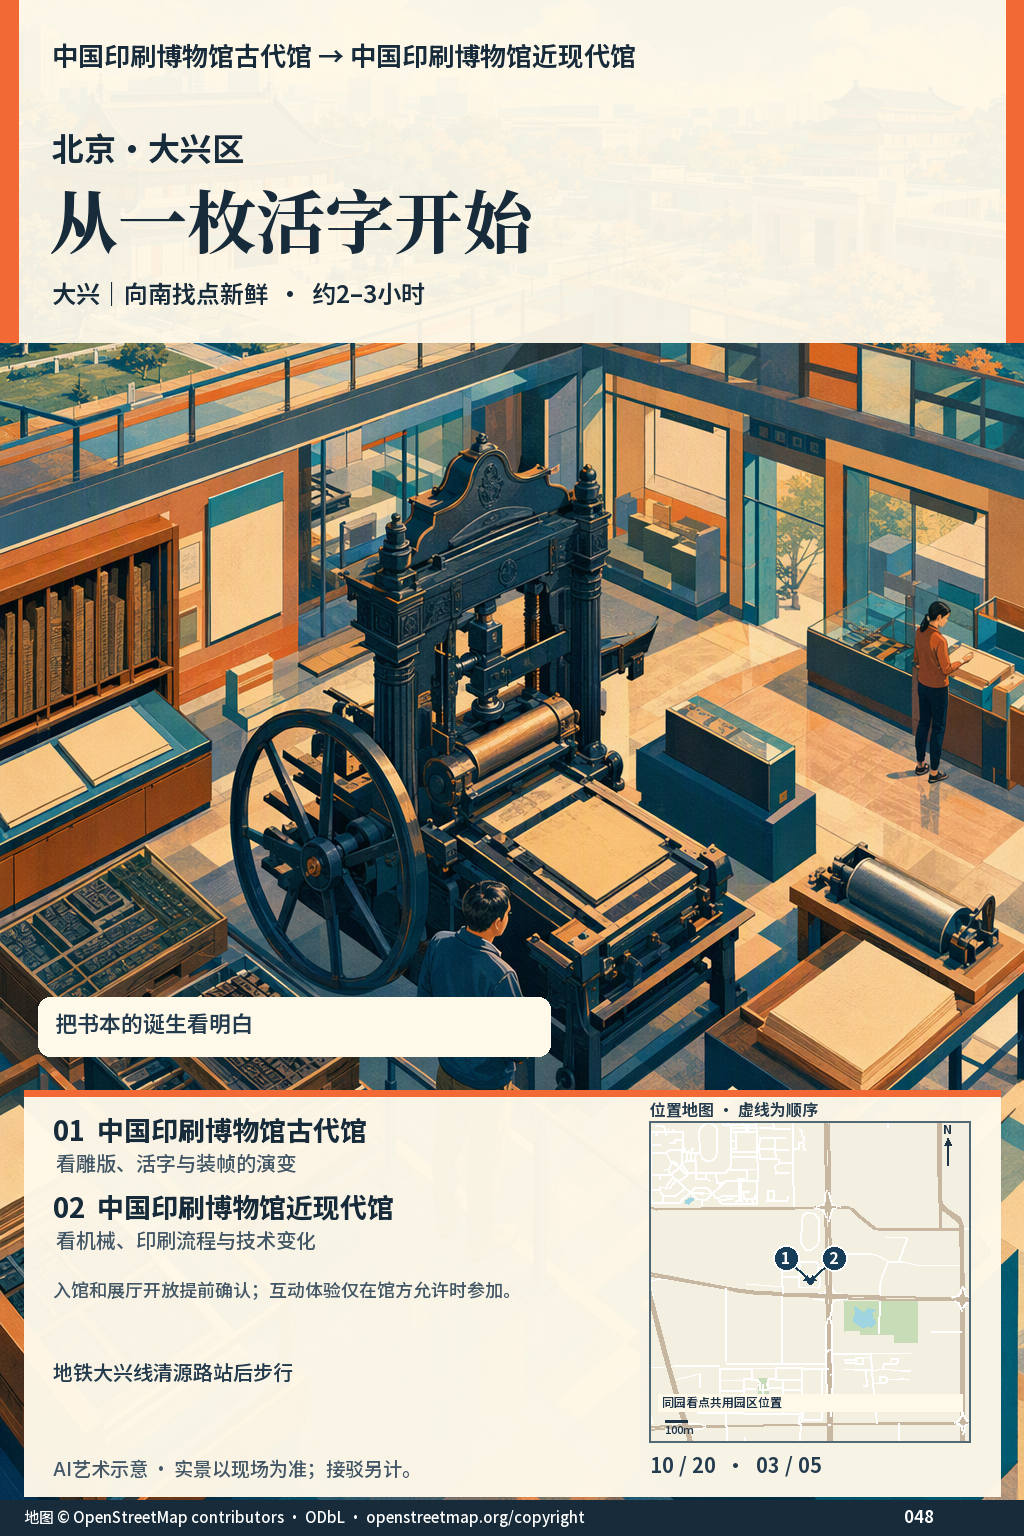 中国印刷博物馆古代馆 → 中国印刷博物馆近现代馆
北京・大兴区
从一枚活字开始
大兴｜向南找点新鲜 • 约2–3小时
把书本的诞生看明白
01 中国印刷博物馆古代馆
看雕版、活字与装帧的演变
02 中国印刷博物馆近现代馆
看机械、印刷流程与技术变化
入馆和展厅开放提前确认；互动体验仅在馆方允许时参加。
地铁大兴线清源路站后步行
AI艺术示意 • 实景以现场为准；接驳另计。
位置地图 • 虚线为顺序
N
1
2
同园看点共用园区位置
100m
10 / 20 • 03 / 05
地图 © OpenStreetMap contributors • ODbL • openstreetmap.org/copyright
048